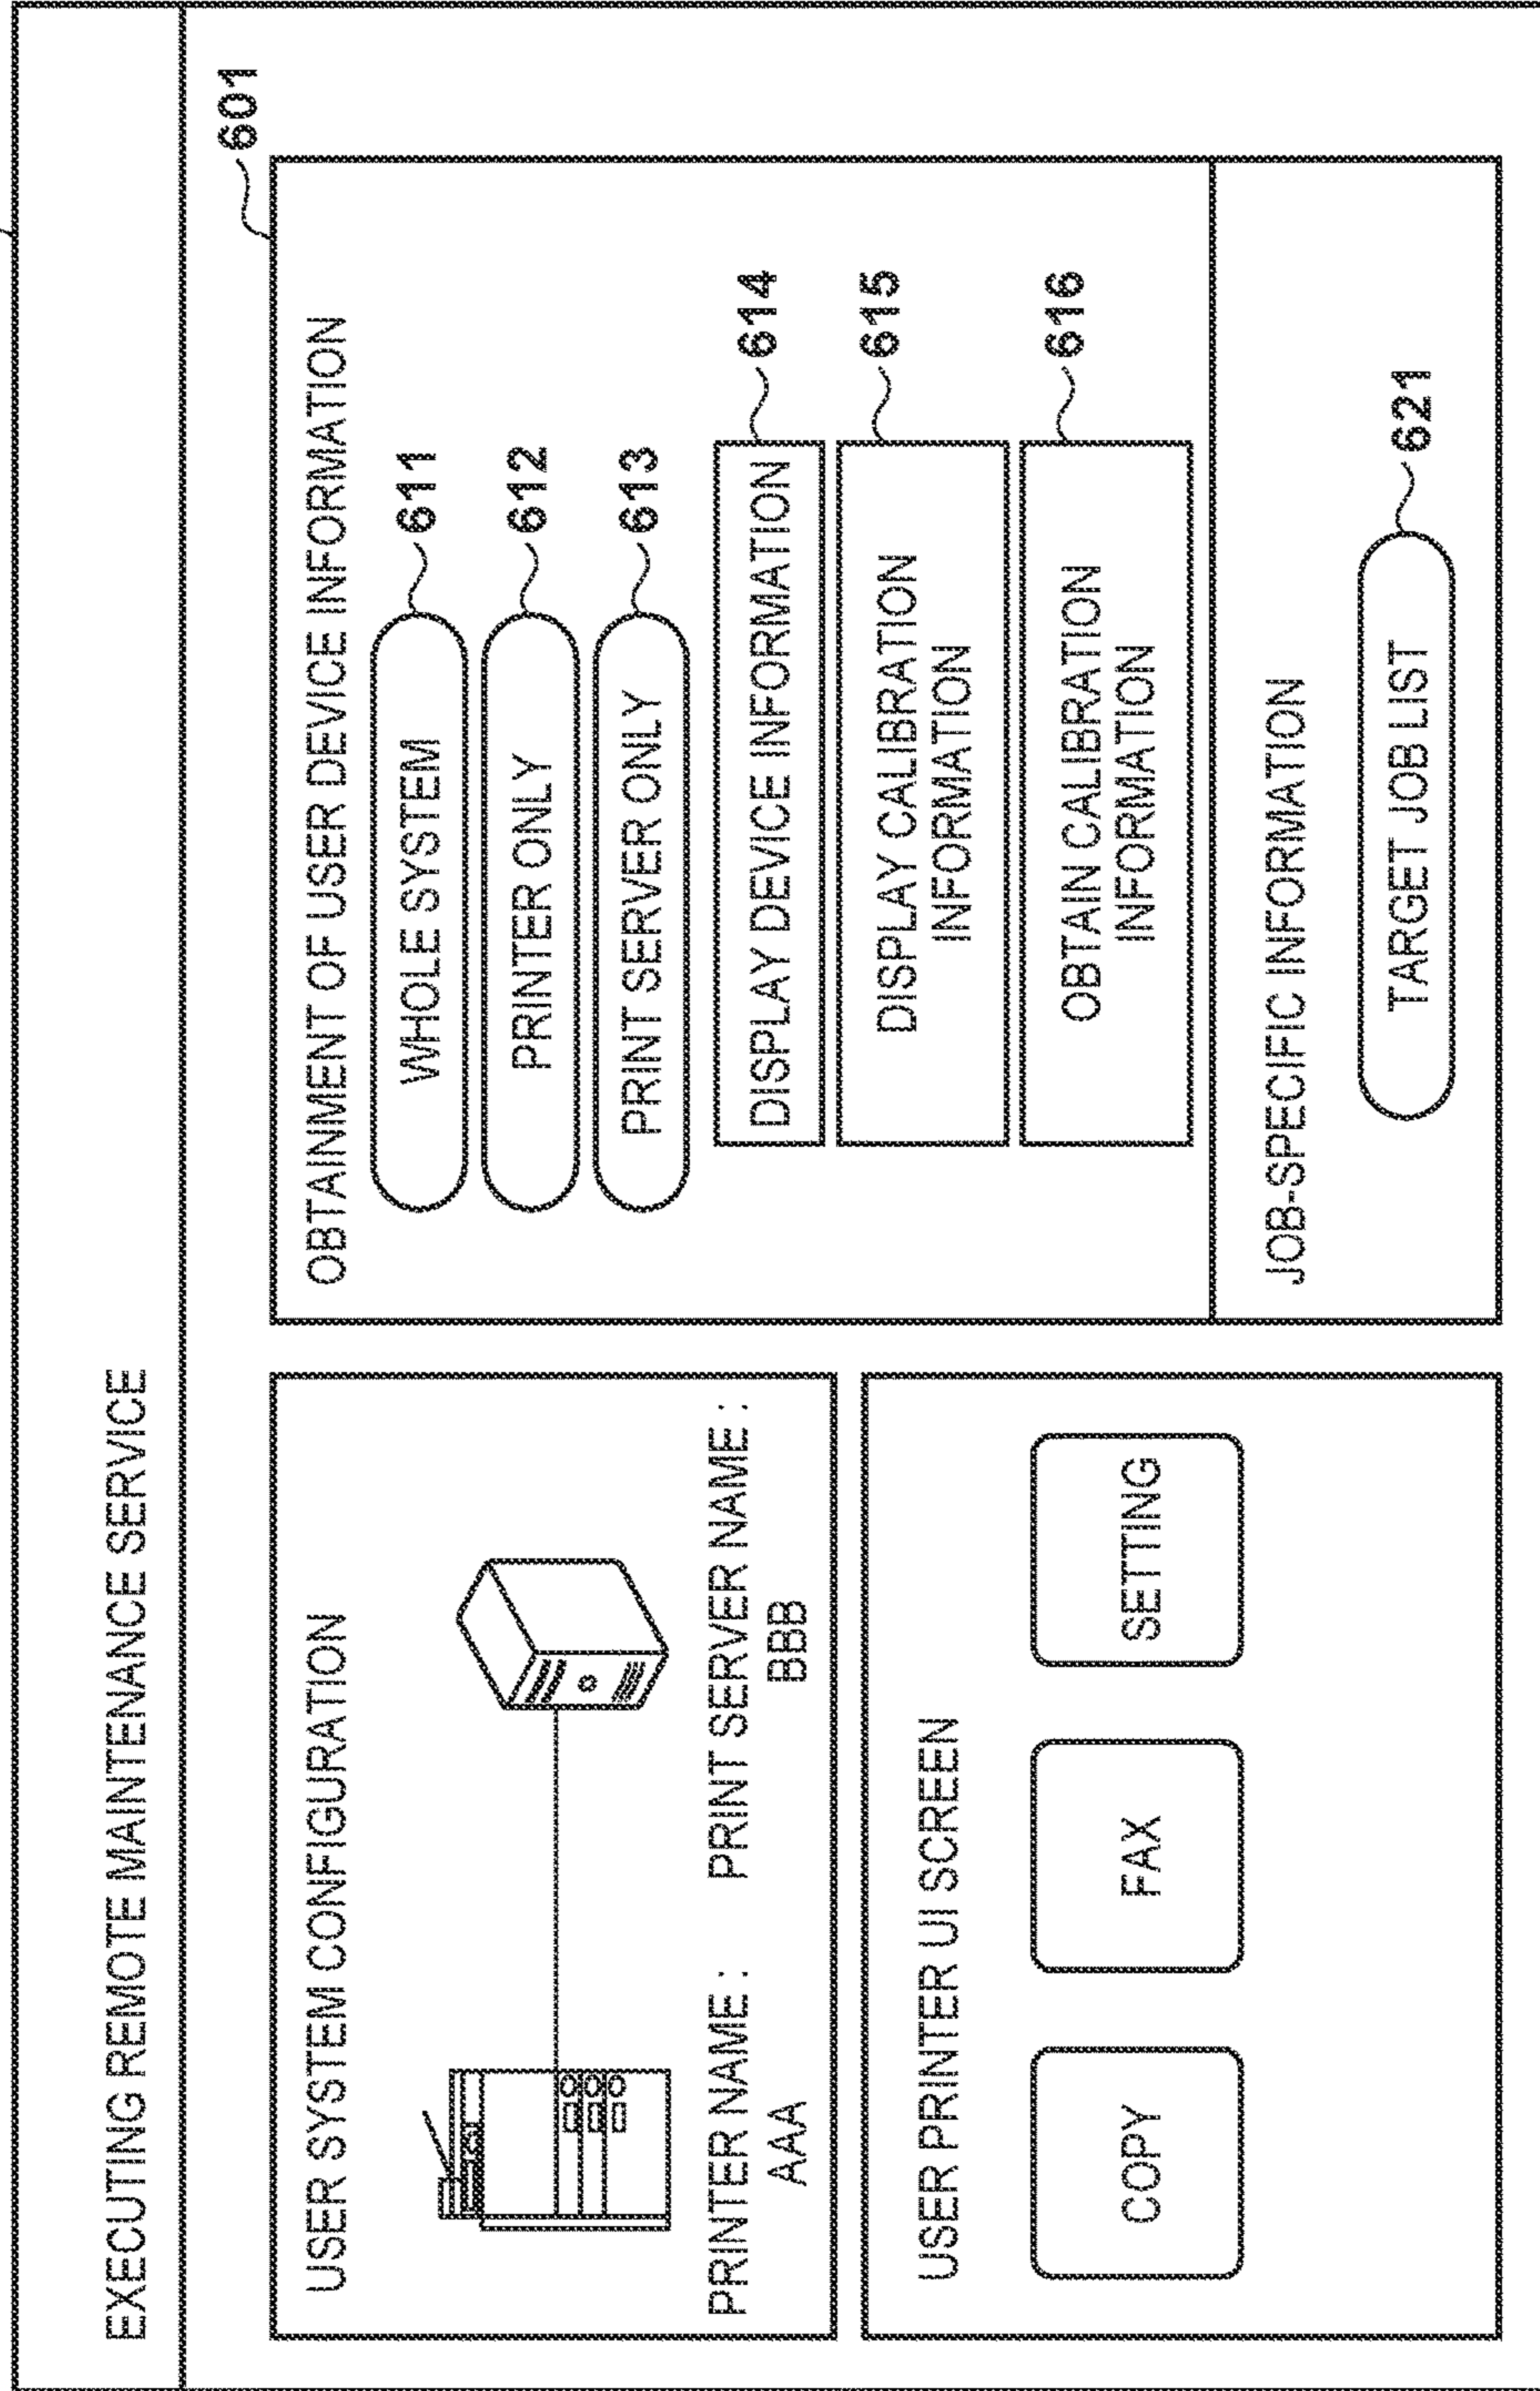 EXECUTING REMOTE MAINTENANCE SERVICE
USER SYSTEM CONFIGURATION
PRINTER NAME :
AAA
PRINT SERVER NAME :
BBB
USER PRINTER UI SCREEN
COPY
FAX
SETTING
601
OBTAINMENT OF USER DEVICE INFORMATION
WHOLE SYSTEM
611
PRINTER ONLY
612
PRINT SERVER ONLY
613
DISPLAY DEVICE INFORMATION
614
DISPLAY CALIBRATION
INFORMATION
615
OBTAIN CALIBRATION
INFORMATION
616
JOB-SPECIFIC INFORMATION
TARGET JOB LIST
621